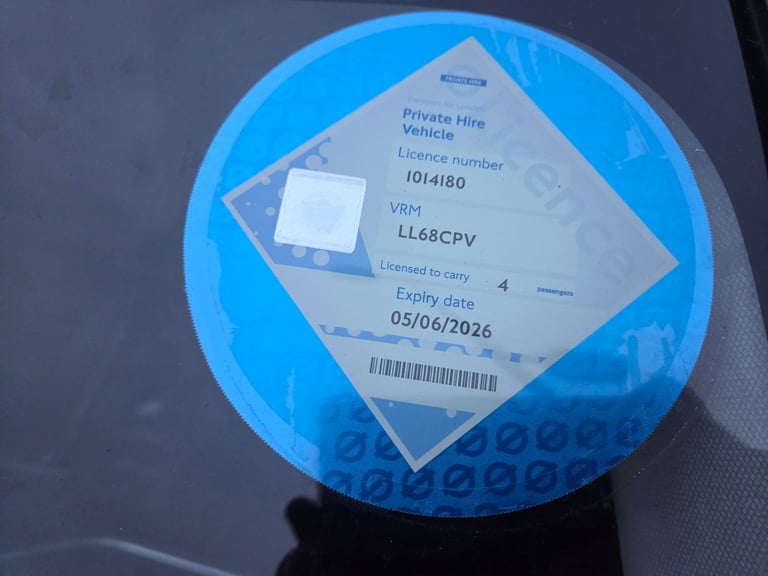 PRIVATE HIRE
Transport for London
Private Hire
Vehicle
Licence number
1014180
VRM
LL68CPV
Licensed to carry 4 passengers
Expiry date
05/06/2026
licence